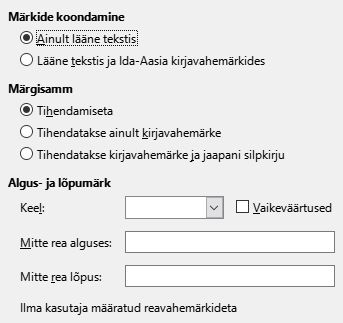 Märkide koondamine
Ainult lääne tekstis
Lääne tekstis ja Ida-Aasia kirjavahemärkides
Märgisamm
Tihendamiseta
Tihendatakse ainult kirjavahemärke
Tihendatakse kirjavahemärke ja jaapani silpkirju
Algus- ja lõpumärk
Keel:
Vaikeväärtused
Mitte rea alguses:
Mitte rea lõpus:
Ilma kasutaja määratud reavahemärkideta